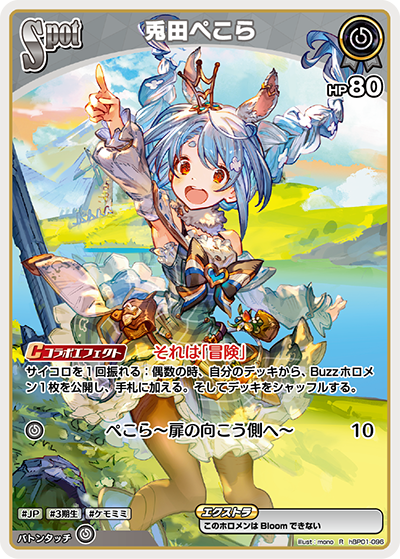 Spot
兎田ぺこら
HP80
Cコラボエフェクト
それは「冒険」
サイコロを1回振れる：偶数の時、自分のデッキから、Buzzホロメ
ン1枚を公開し、手札に加える。そしてデッキをシャッフルする。
ぺこら〜扉の向こう側へ〜 10
#JP #3期生 #ケモミミ
エクストラ
このホロメンはBloomできない
バトンタッチ
illust mono R hBP01-096